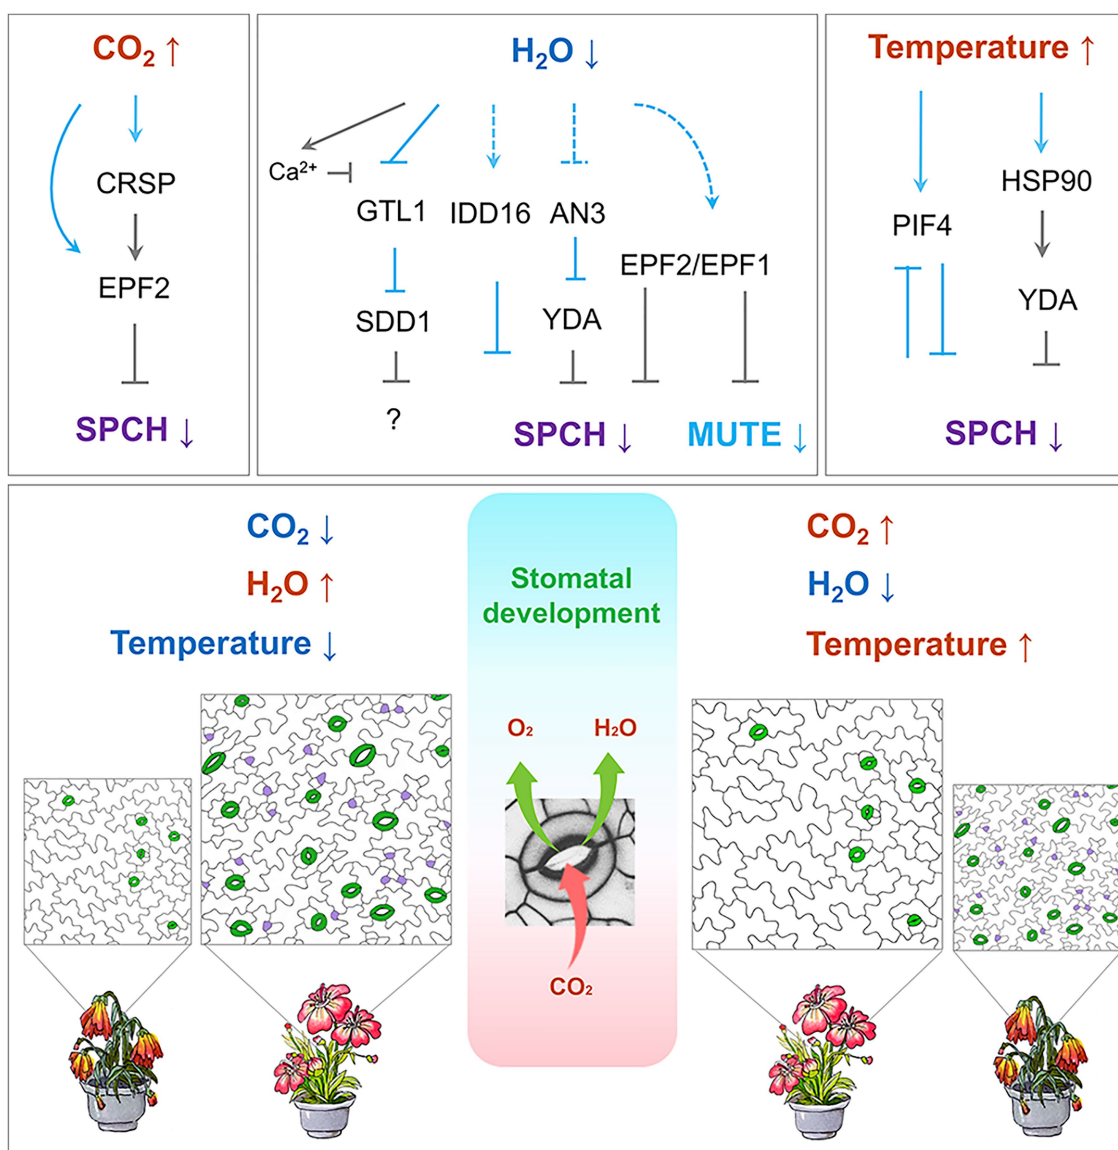 CO₂ ↑
CRSP
EPF2
SPCH ↓
H₂O ↓
Ca²⁺
GTL1 IDD16 AN3
EPF2/EPF1
SDD1 YDA
?
SPCH ↓ MUTE ↓
Temperature ↑
HSP90
PIF4
YDA
SPCH ↓
CO₂ ↓
H₂O ↑
Temperature ↓
Stomatal
development
O₂ H₂O
CO₂
CO₂ ↑
H₂O ↓
Temperature ↑